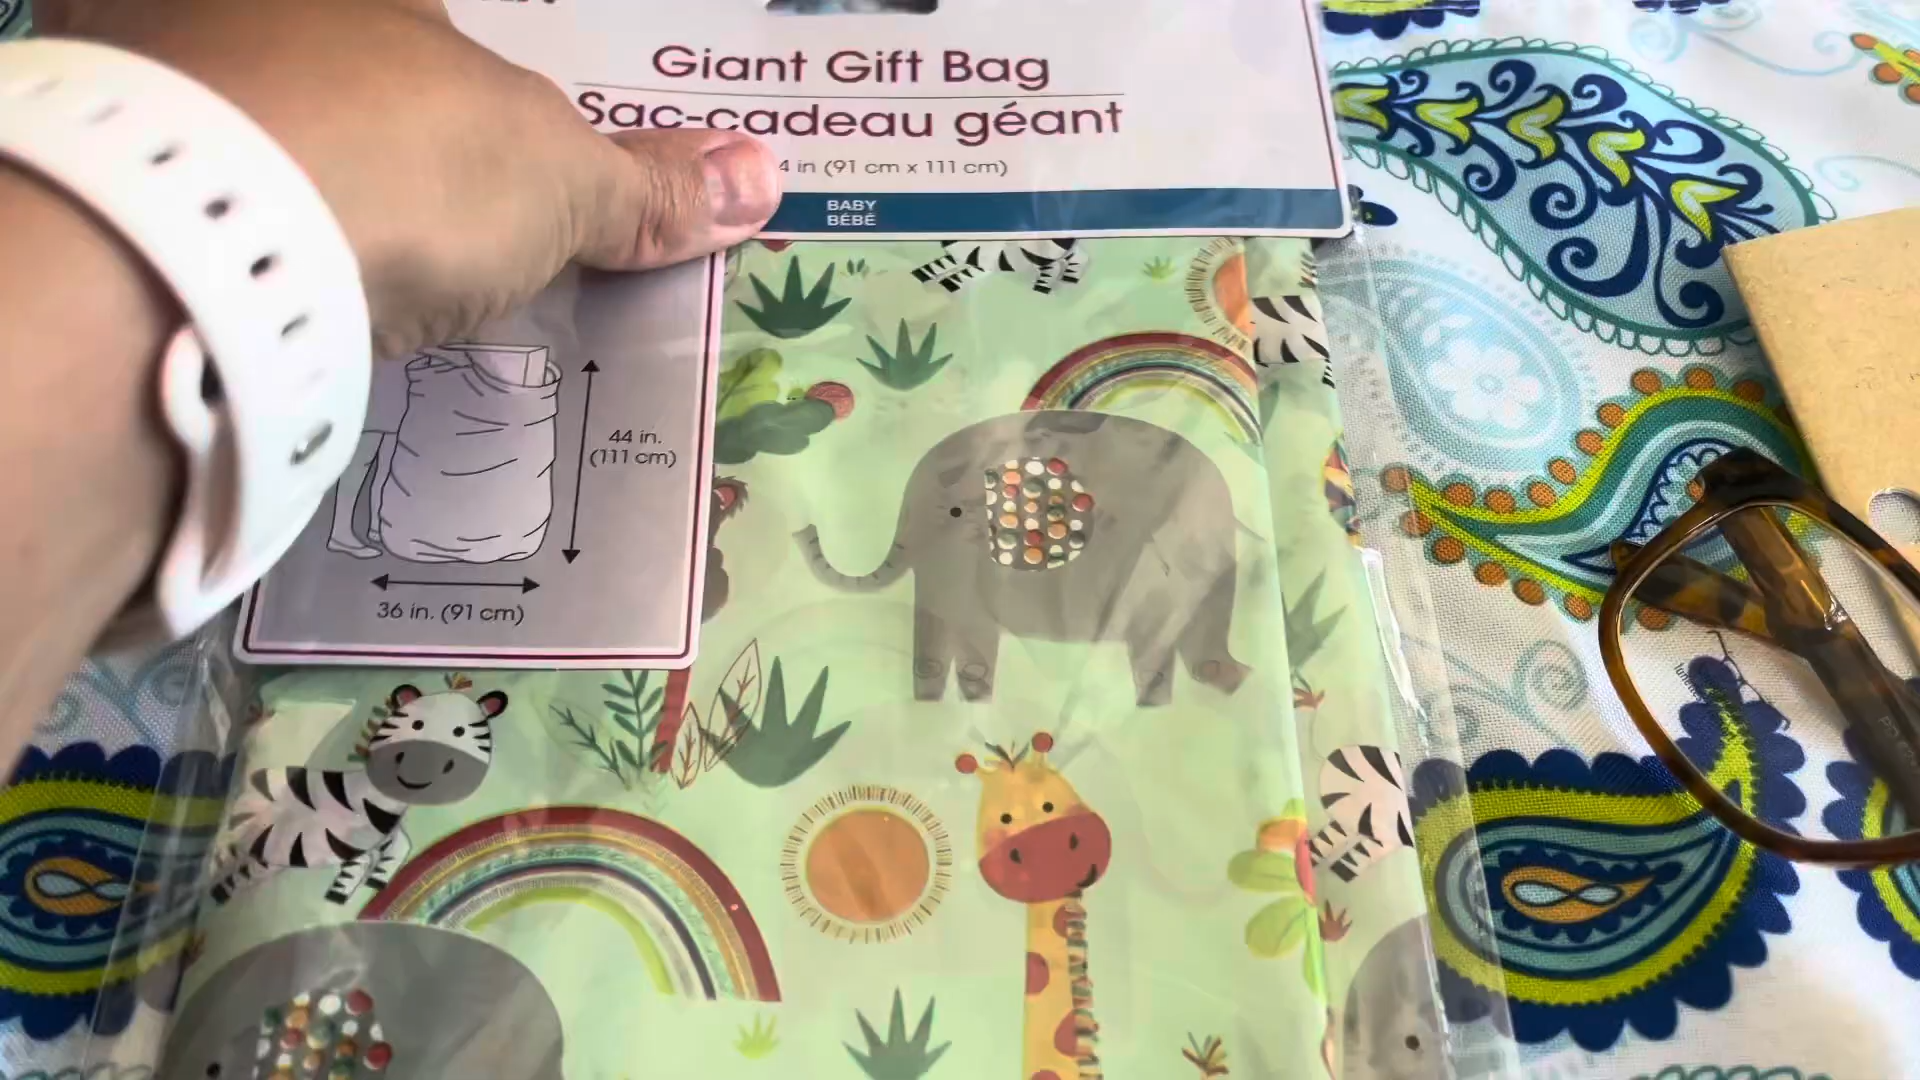 Giant Gift Bag
Sac-cadeau géant
4 in (91 cm x 111 cm)
BABY
BÉBÉ
44 in.
(111 cm)
36 in. (91 cm)